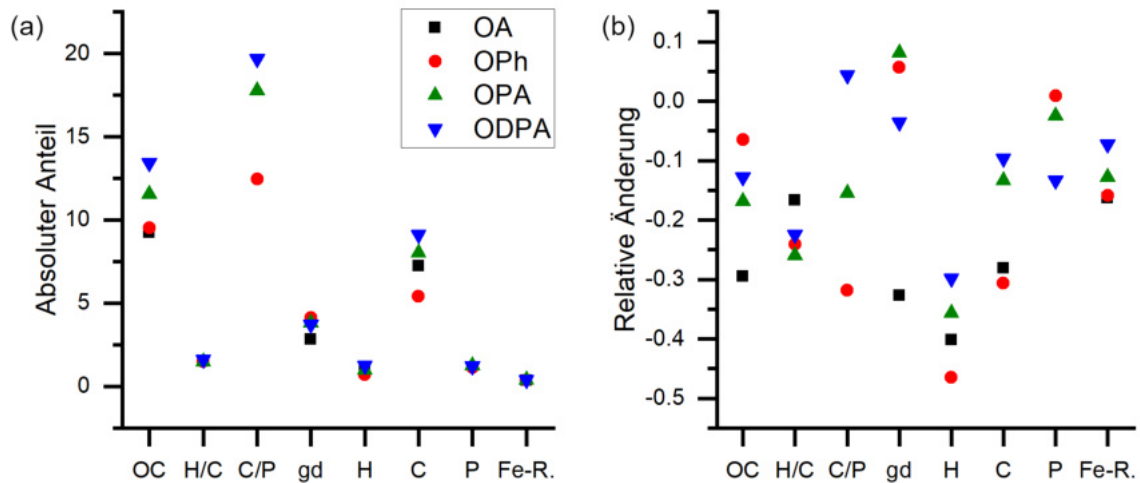 (a)
Absoluter Anteil
20
15
10
5
0
OC H/C C/P gd H C P Fe-R.
OA
OPh
OPA
ODPA
(b)
Relative Änderung
0.1
0.0
-0.1
-0.2
-0.3
-0.4
-0.5
OC H/C C/P gd H C P Fe-R.